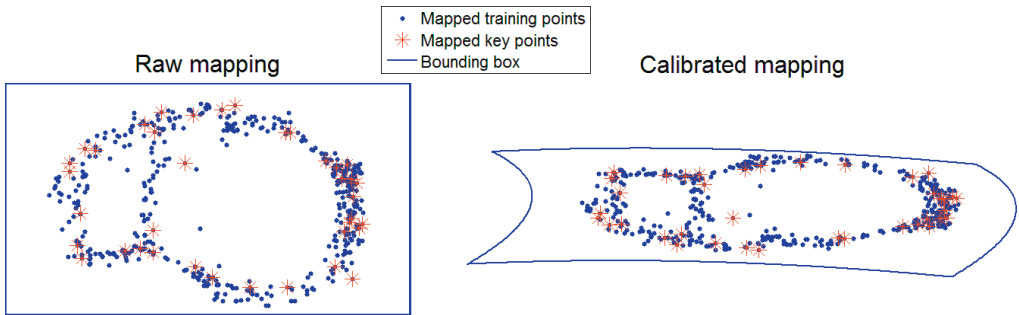 Mapped training points
Mapped key points
Bounding box
Raw mapping
Calibrated mapping